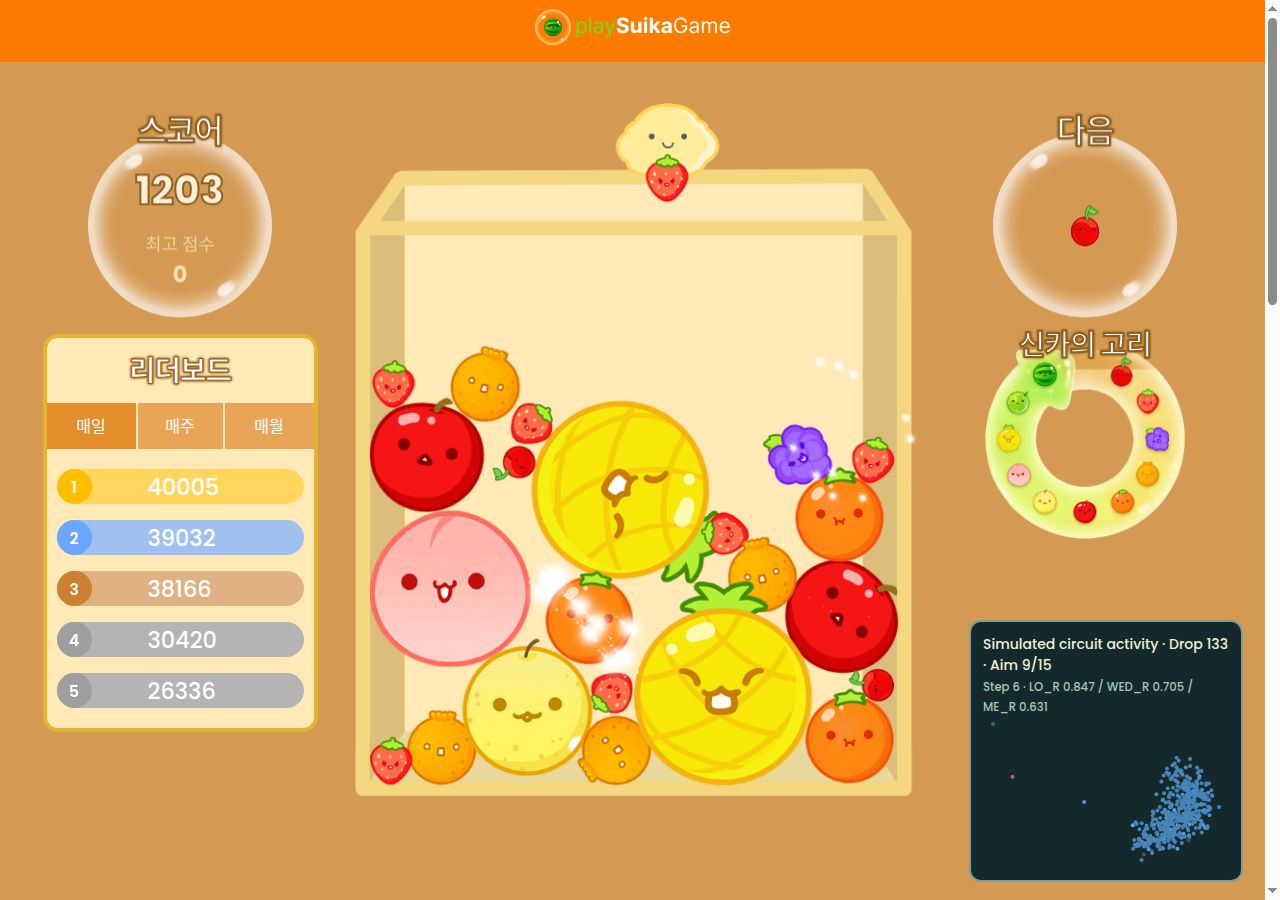 playSuikaGame
스코어
1203
최고 점수
0
리더보드
매일 매주 매월
1 40005
2 39032
3 38166
4 30420
5 26336
다음
신카의 고리
Simulated circuit activity · Drop 133
· Aim 9/15
Step 6 · LO_R 0.847 / WED_R 0.705 /
ME_R 0.631